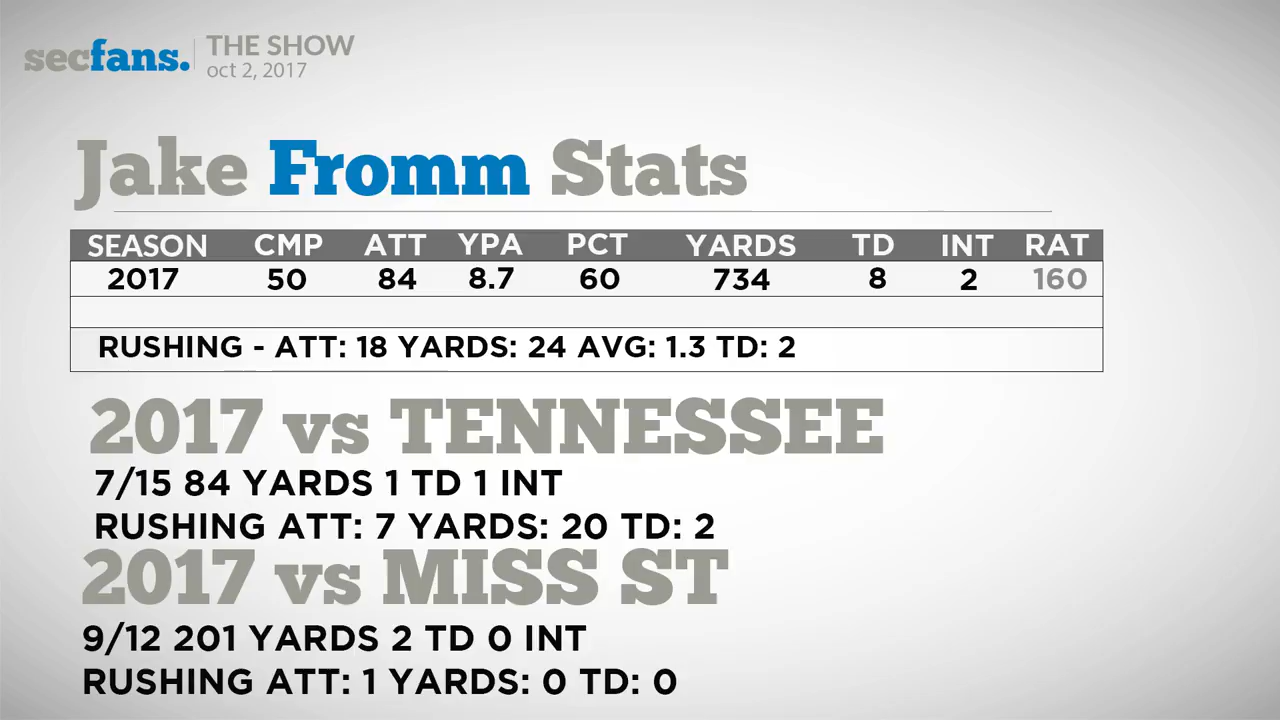 secfans. THE SHOW
oct 2, 2017
Jake Fromm Stats
SEASON CMP ATT YPA PCT YARDS TD INT RAT
2017 50 84 8.7 60 734 8 2 160
RUSHING - ATT: 18 YARDS: 24 AVG: 1.3 TD: 2
2017 vs TENNESSEE
7/15 84 YARDS 1 TD 1 INT
RUSHING ATT: 7 YARDS: 20 TD: 2
2017 vs MISS ST
9/12 201 YARDS 2 TD 0 INT
RUSHING ATT: 1 YARDS: 0 TD: 0